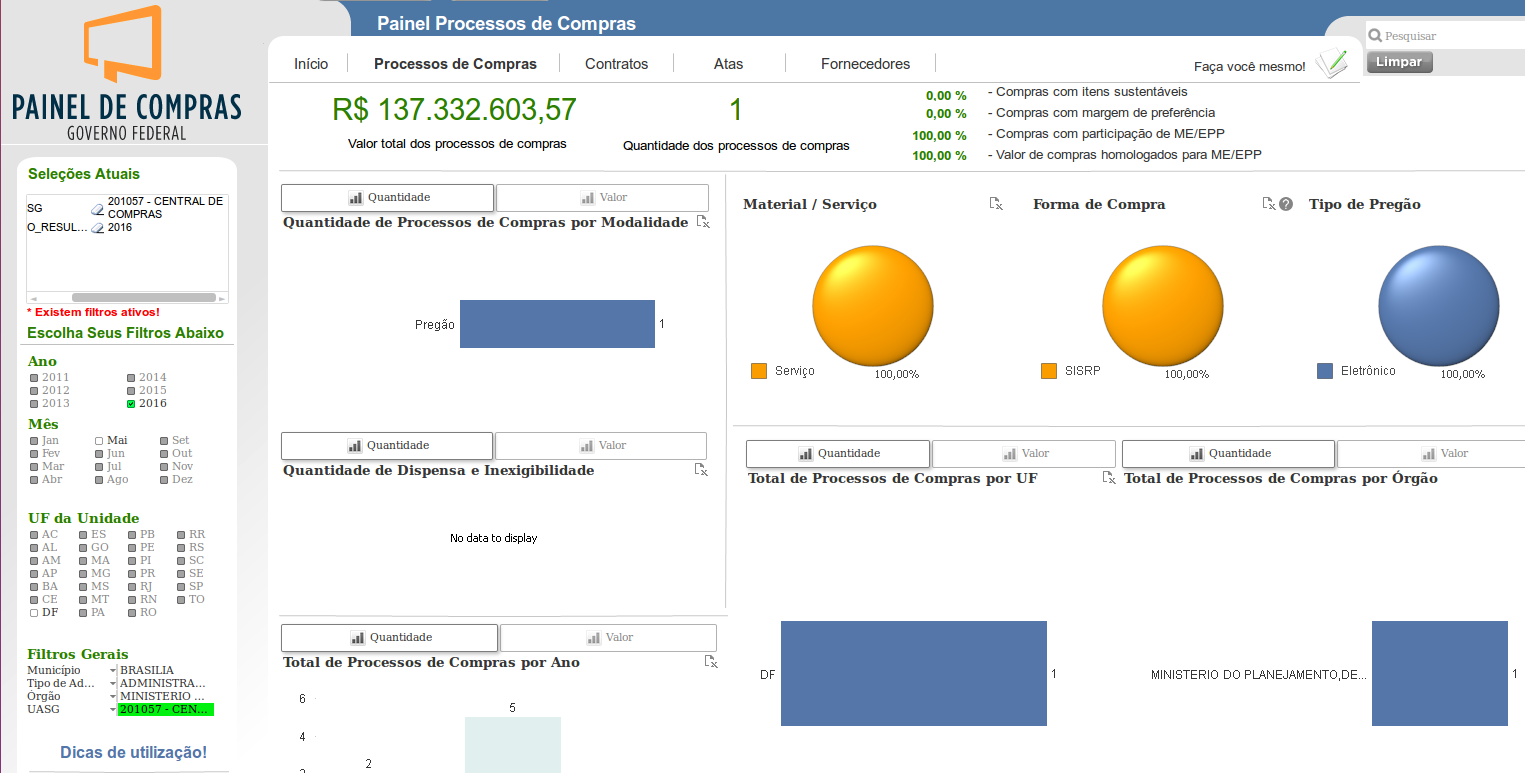 Painel Processos de Compras
Pesquisar
Limpar
Início
Processos de Compras
Contratos
Atas
Fornecedores
Faça você mesmo!
PAINEL DE COMPRAS
GOVERNO FEDERAL
R$ 137.332.603,57
Valor total dos processos de compras
1
Quantidade dos processos de compras
0,00 % - Compras com itens sustentáveis
0,00 % - Compras com margem de preferência
100,00 % - Compras com participação de ME/EPP
100,00 % - Valor de compras homologados para ME/EPP
Seleções Atuais
SG 201057 - CENTRAL DE
COMPRAS
O_RESUL... 2016
* Existem filtros ativos!
Escolha Seus Filtros Abaixo
Ano
2011 2014
2012 2015
2013 2016
Mês
Jan Mai Set
Fev Jun Out
Mar Jul Nov
Abr Ago Dez
UF da Unidade
AC ES PB RR
AL GO PE RS
AM MA PI SC
AP MG PR SE
BA MS RJ SP
CE MT RN TO
DF PA RO
Filtros Gerais
Município BRASILIA
Tipo de Ad... ADMINISTRA...
Órgão MINISTERIO ...
UASG 201057 - CEN...
Dicas de utilização!
Quantidade Valor
Quantidade de Processos de Compras por Modalidade
Pregão 1
Quantidade Valor
Quantidade de Dispensa e Inexigibilidade
No data to display
Quantidade Valor
Total de Processos de Compras por Ano
6
5
4
2
Material / Serviço
Serviço
100,00%
Forma de Compra
SISRP
100,00%
?
Tipo de Pregão
Eletrônico
100,00%
Quantidade Valor
Total de Processos de Compras por UF
DF 1
Quantidade Valor
Total de Processos de Compras por Órgão
MINISTERIO DO PLANEJAMENTO,DE... 1